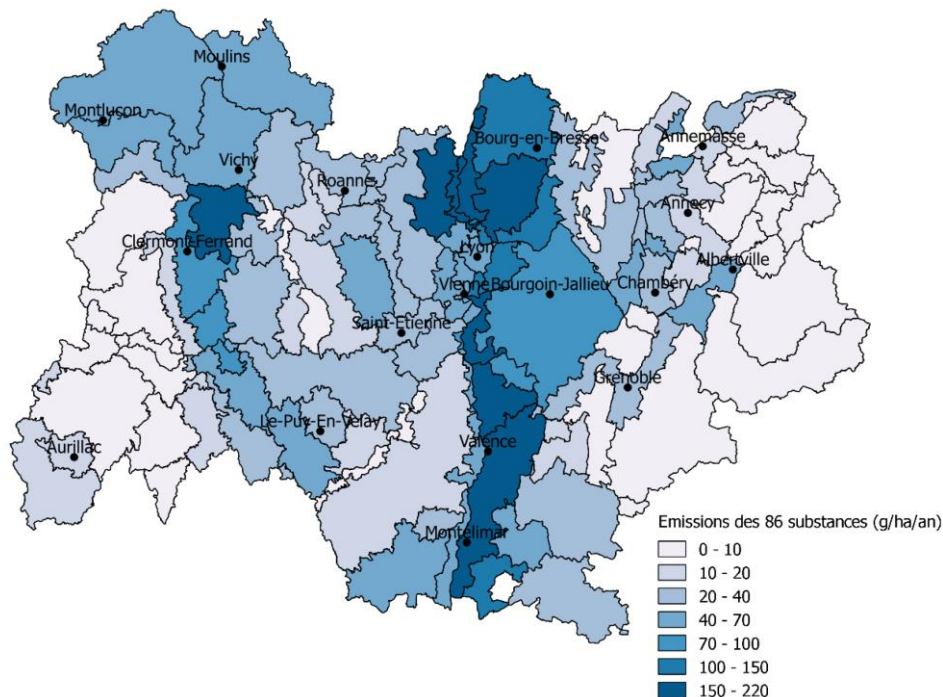 Moulins
Montluçon
Bourg-en-Bresse
Annemasse
Vichy
Roanne
Annecy
Clermont-Ferrand
Lyon
Albertville
Vienne
Bourgoin-Jallieu
Chambéry
Saint-Etienne
Grenoble
Le-Puy-En-Velay
Aurillac
Valence
Montélimar
Emissions des 86 substances (g/ha/an)
0 - 10
10 - 20
20 - 40
40 - 70
70 - 100
100 - 150
150 - 220